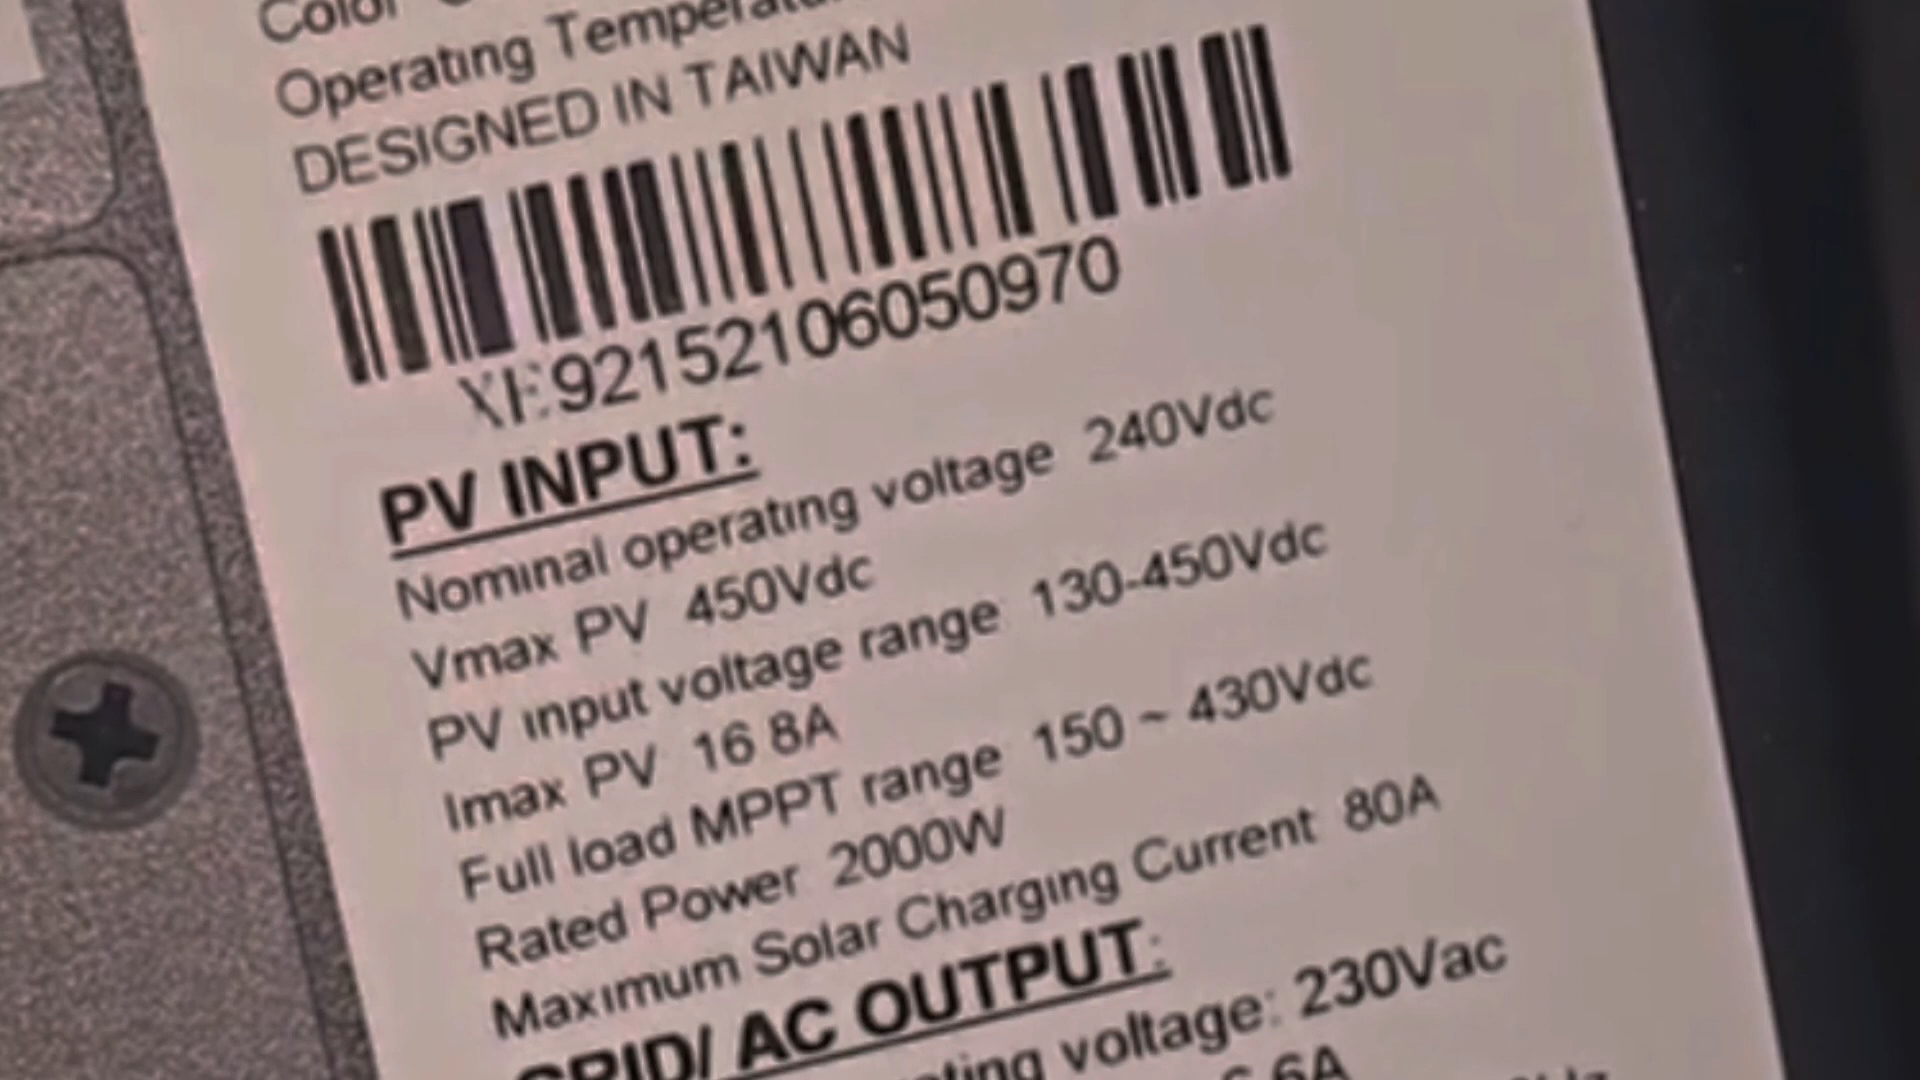 Color
Operating Temperatu
DESIGNED IN TAIWAN
92152106050970
PV INPUT:
Nominal operating voltage 240Vdc
Vmax PV 450Vdc
PV input voltage range 130-450Vdc
Imax PV 16 8A
Full load MPPT range 150 ~ 430Vdc
Rated Power 2000W
Maximum Solar Charging Current 80A
GRID/ AC OUTPUT:
ating voltage: 230Vac
6.6A